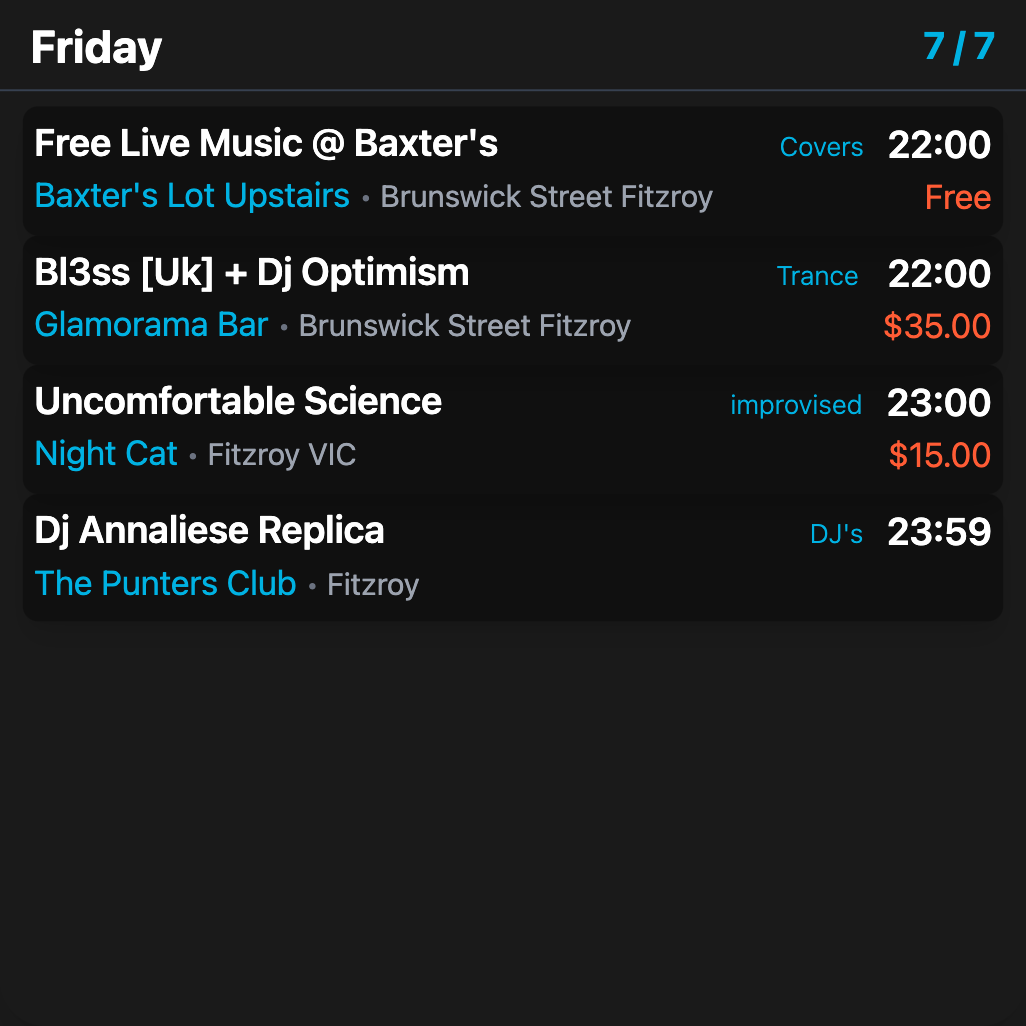 Friday 7 / 7
Free Live Music @ Baxter's Covers 22:00
Baxter's Lot Upstairs • Brunswick Street Fitzroy Free
Bl3ss [Uk] + Dj Optimism Trance 22:00
Glamorama Bar • Brunswick Street Fitzroy $35.00
Uncomfortable Science improvised 23:00
Night Cat • Fitzroy VIC $15.00
Dj Annaliese Replica DJ's 23:59
The Punters Club • Fitzroy